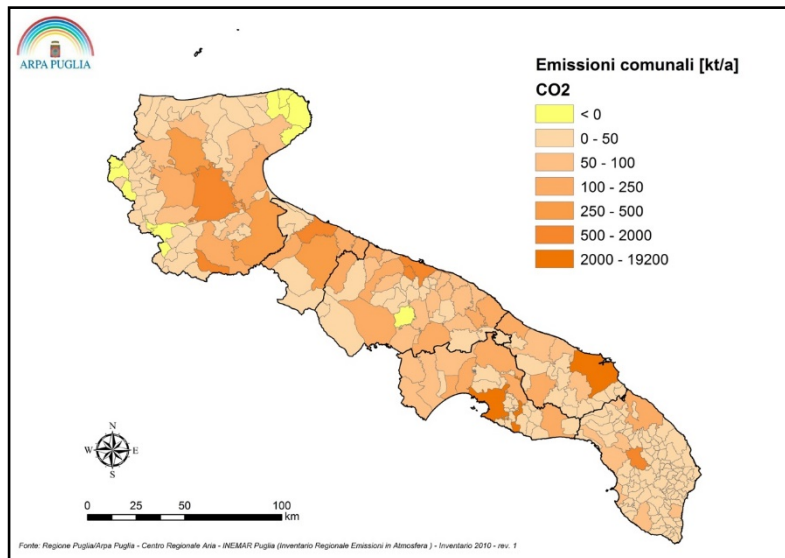 ARPA PUGLIA
Emissioni comunali [kt/a]
CO2
< 0
0 - 50
50 - 100
100 - 250
250 - 500
500 - 2000
2000 - 19200
N
W E
S
0 25 50 100
km
Fonte: Regione Puglia/Arpa Puglia - Centro Regionale Aria - INEMAR Puglia (Inventario Regionale Emissioni in Atmosfera ) - Inventario 2010 - rev. 1